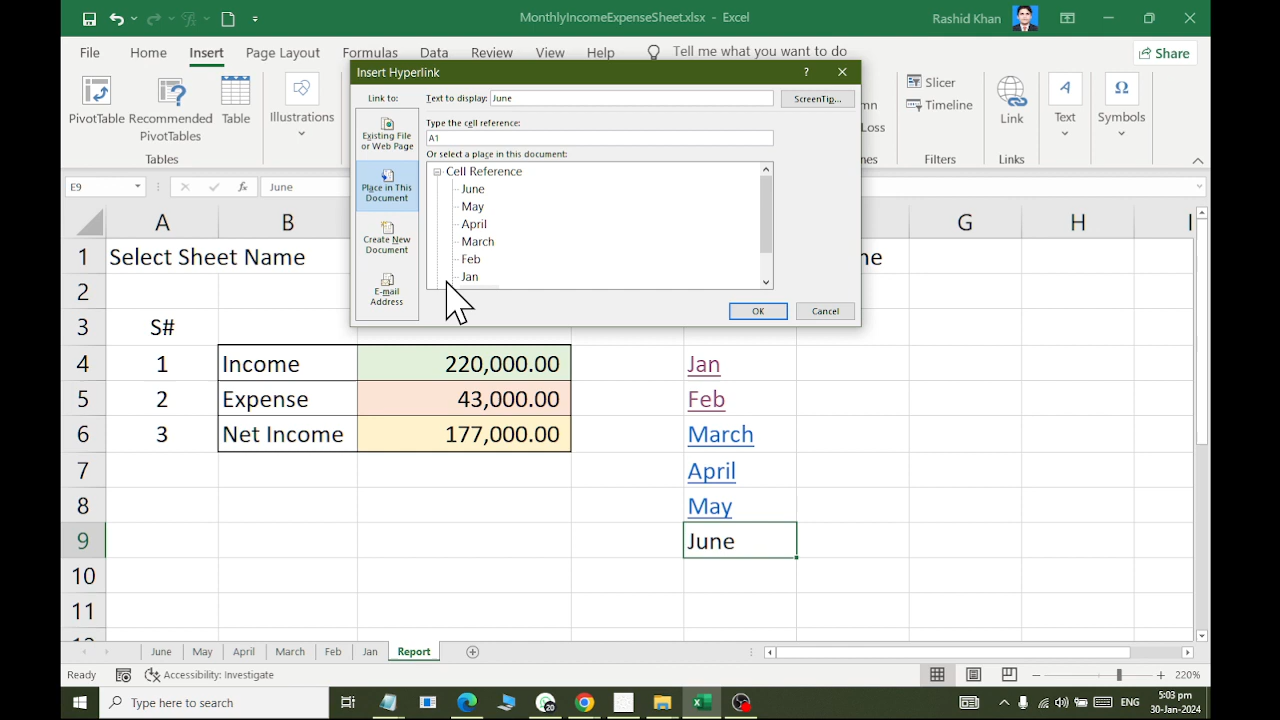 MonthlyIncomeExpenseSheet.xlsx - Excel
Rashid Khan
File Home Insert Page Layout Formulas Data Review View Help Tell me what you want to do Share
PivotTable
Recommended
PivotTables
Table
Tables
Illustrations
Loss
Slicer
Timeline
Filters
Link
Links
Text
Symbols
Insert Hyperlink
?
Link to:
Text to display: June
ScreenTip...
Existing File
or Web Page
Place in This
Document
Create New
Document
E-mail
Address
Type the cell reference:
A1
Or select a place in this document:
Cell Reference
June
May
April
March
Feb
Jan
OK Cancel
E9 fx June
A B G H I
1 Select Sheet Name
2
3 S#
4 1 Income 220,000.00 Jan
5 2 Expense 43,000.00 Feb
6 3 Net Income 177,000.00 March
7 April
8 May
9 June
10
11
June May April March Feb Jan Report
Ready Accessibility: Investigate 220%
Type here to search
20
ENG
5:03 pm
30-Jan-2024